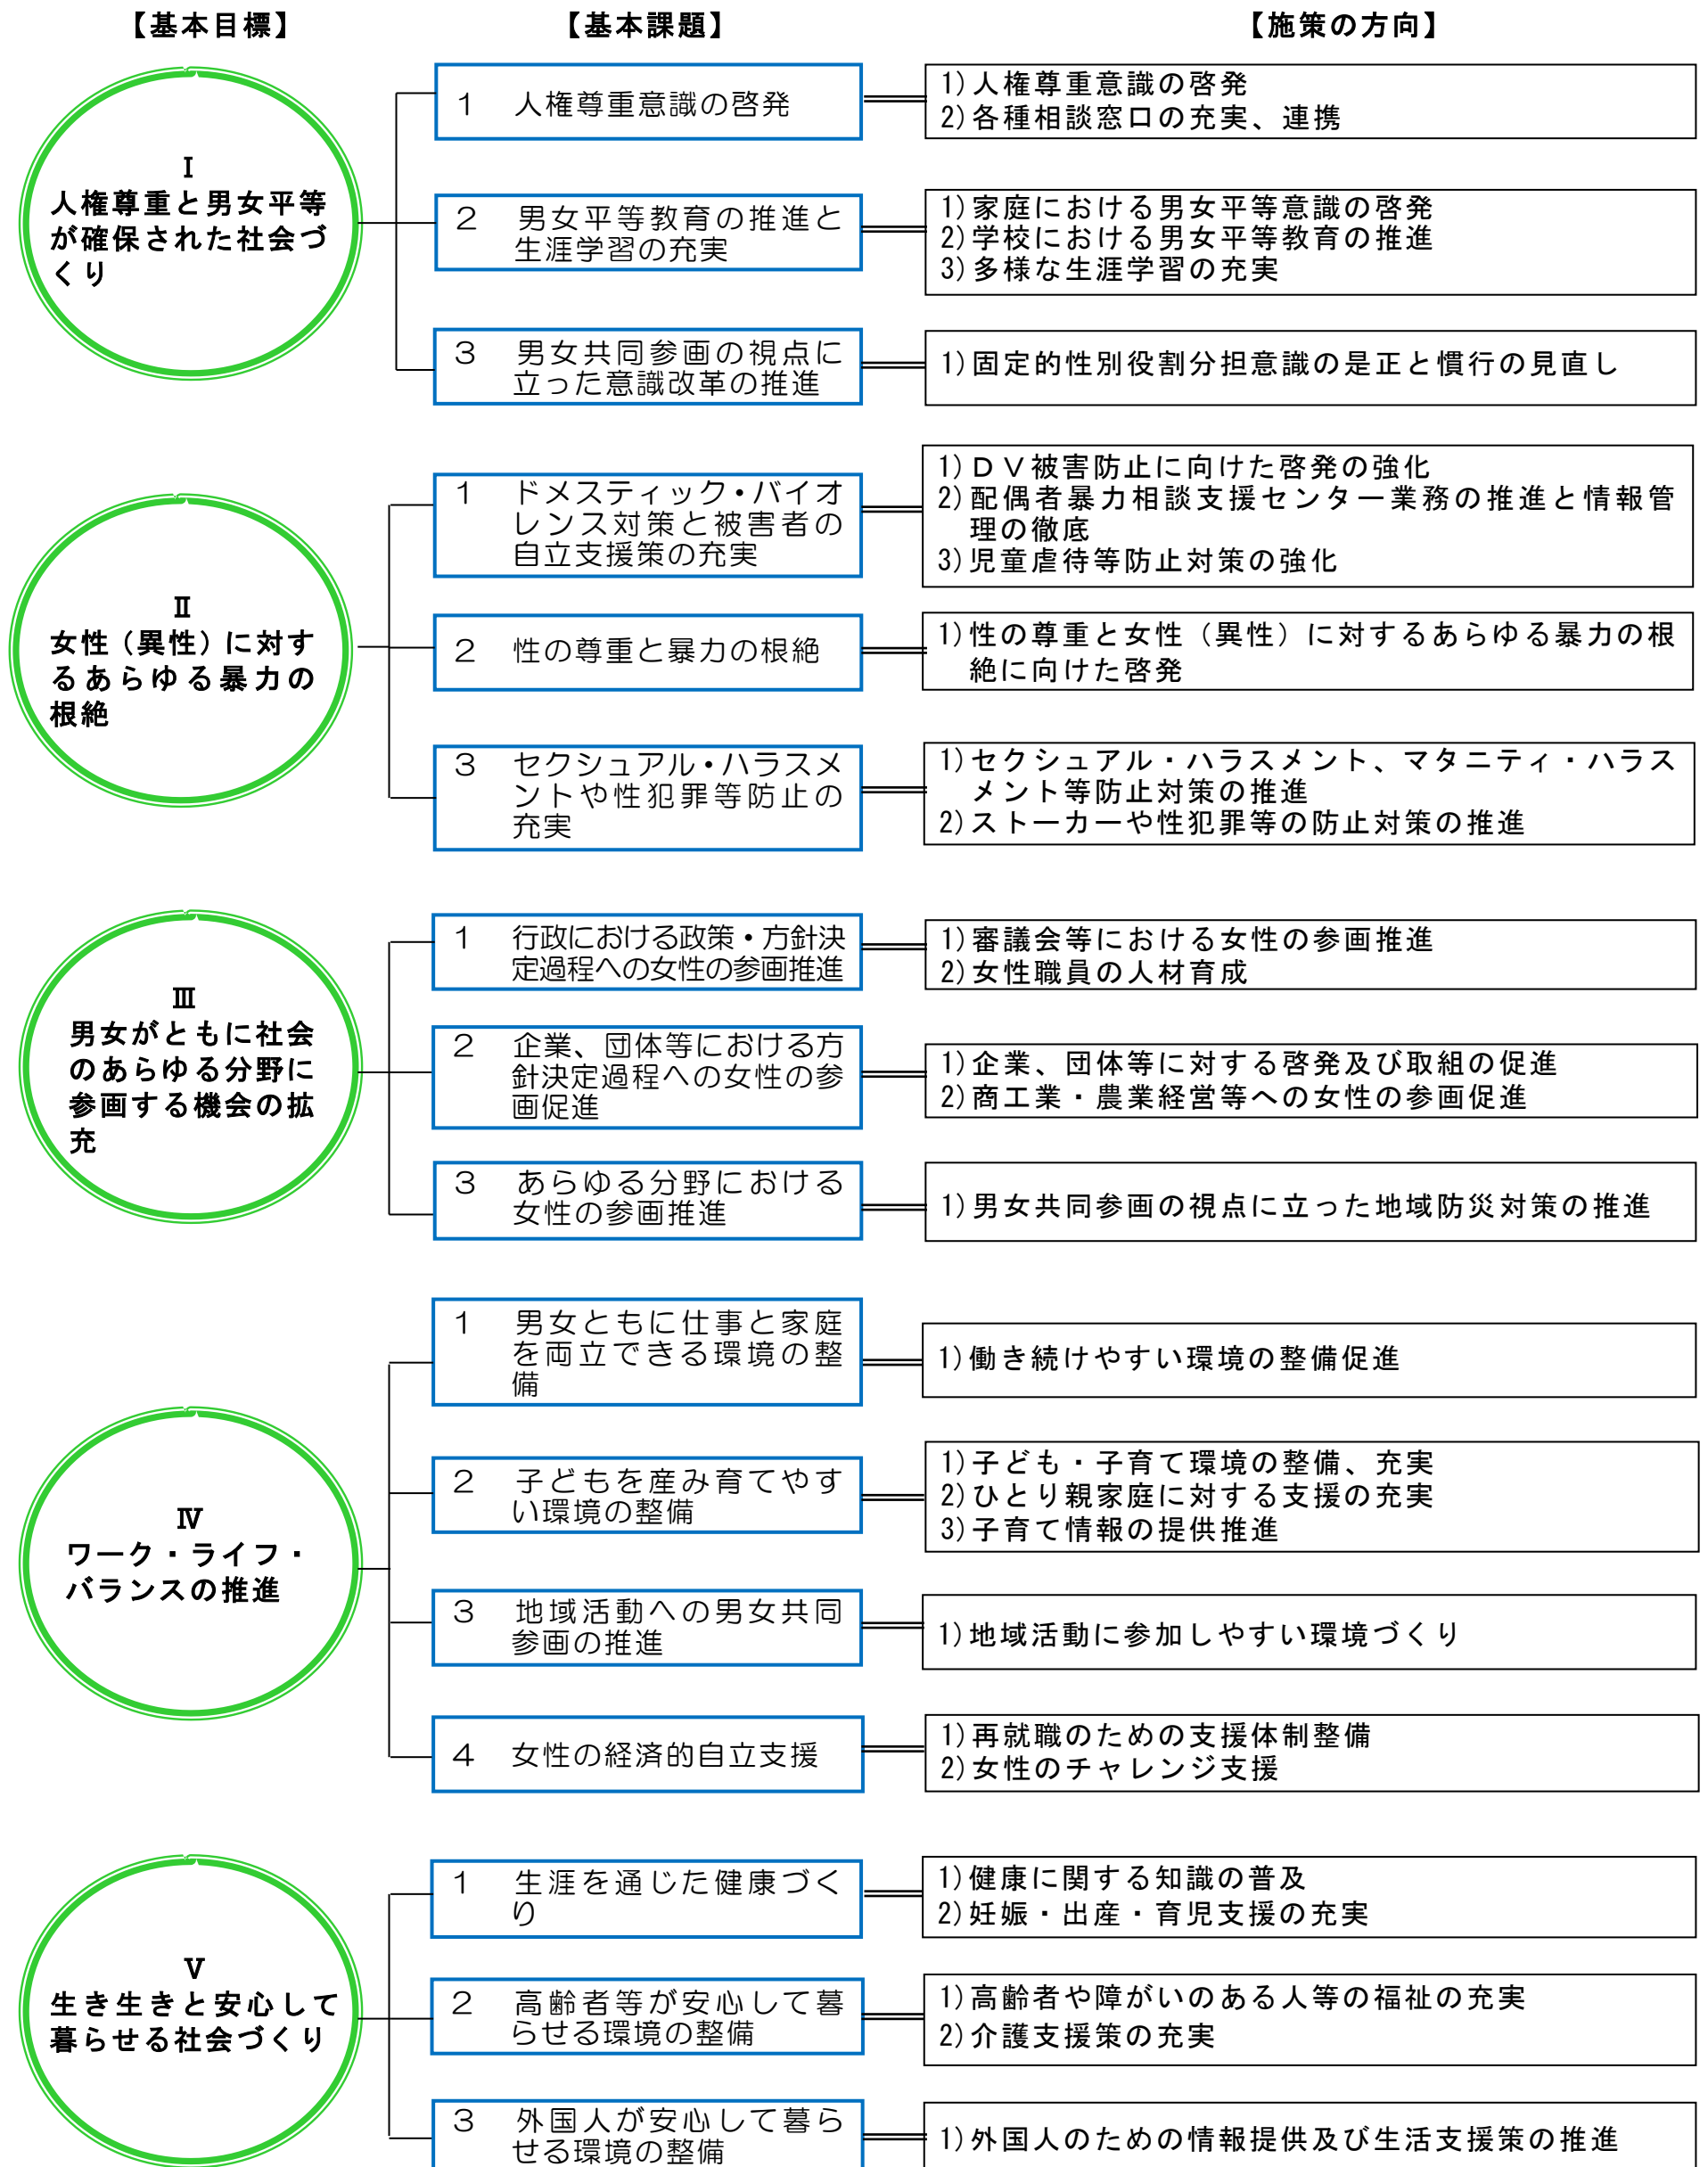 【基本目標】
【基本課題】
【施策の方向】
Ⅰ
人権尊重と男女平等
が確保された社会づ
くり
1 人権尊重意識の啓発
1)人権尊重意識の啓発
2)各種相談窓口の充実、連携
2 男女平等教育の推進と
生涯学習の充実
1)家庭における男女平等意識の啓発
2)学校における男女平等教育の推進
3)多様な生涯学習の充実
3 男女共同参画の視点に
立った意識改革の推進
1)固定的性別役割分担意識の是正と慣行の見直し
Ⅱ
女性（異性）に対す
るあらゆる暴力の
根絶
1 ドメスティック・バイオ
レンス対策と被害者の
自立支援策の充実
1)ＤＶ被害防止に向けた啓発の強化
2)配偶者暴力相談支援センター業務の推進と情報管
理の徹底
3)児童虐待等防止対策の強化
2 性の尊重と暴力の根絶
1)性の尊重と女性（異性）に対するあらゆる暴力の根
絶に向けた啓発
3 セクシュアル・ハラスメ
ントや性犯罪等防止の
充実
1)セクシュアル・ハラスメント、マタニティ・ハラス
メント等防止対策の推進
2)ストーカーや性犯罪等の防止対策の推進
Ⅲ
男女がともに社会
のあらゆる分野に
参画する機会の拡
充
1 行政における政策・方針決
定過程への女性の参画推進
1)審議会等における女性の参画推進
2)女性職員の人材育成
2 企業、団体等における方
針決定過程への女性の参
画促進
1)企業、団体等に対する啓発及び取組の促進
2)商工業・農業経営等への女性の参画促進
3 あらゆる分野における
女性の参画推進
1)男女共同参画の視点に立った地域防災対策の推進
Ⅳ
ワーク・ライフ・
バランスの推進
1 男女ともに仕事と家庭
を両立できる環境の整
備
1)働き続けやすい環境の整備促進
2 子どもを産み育てやす
い環境の整備
1)子ども・子育て環境の整備、充実
2)ひとり親家庭に対する支援の充実
3)子育て情報の提供推進
3 地域活動への男女共同
参画の推進
1)地域活動に参加しやすい環境づくり
4 女性の経済的自立支援
1)再就職のための支援体制整備
2)女性のチャレンジ支援
Ⅴ
生き生きと安心して
暮らせる社会づくり
1 生涯を通じた健康づく
り
1)健康に関する知識の普及
2)妊娠・出産・育児支援の充実
2 高齢者等が安心して暮
らせる環境の整備
1)高齢者や障がいのある人等の福祉の充実
2)介護支援策の充実
3 外国人が安心して暮ら
せる環境の整備
1)外国人のための情報提供及び生活支援策の推進